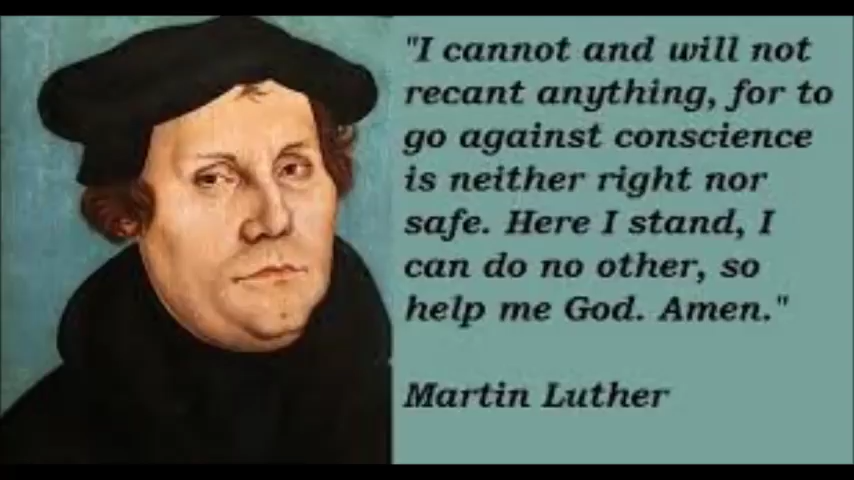 "I cannot and will not
recant anything, for to
go against conscience
is neither right nor
safe. Here I stand, I
can do no other, so
help me God. Amen."
Martin Luther